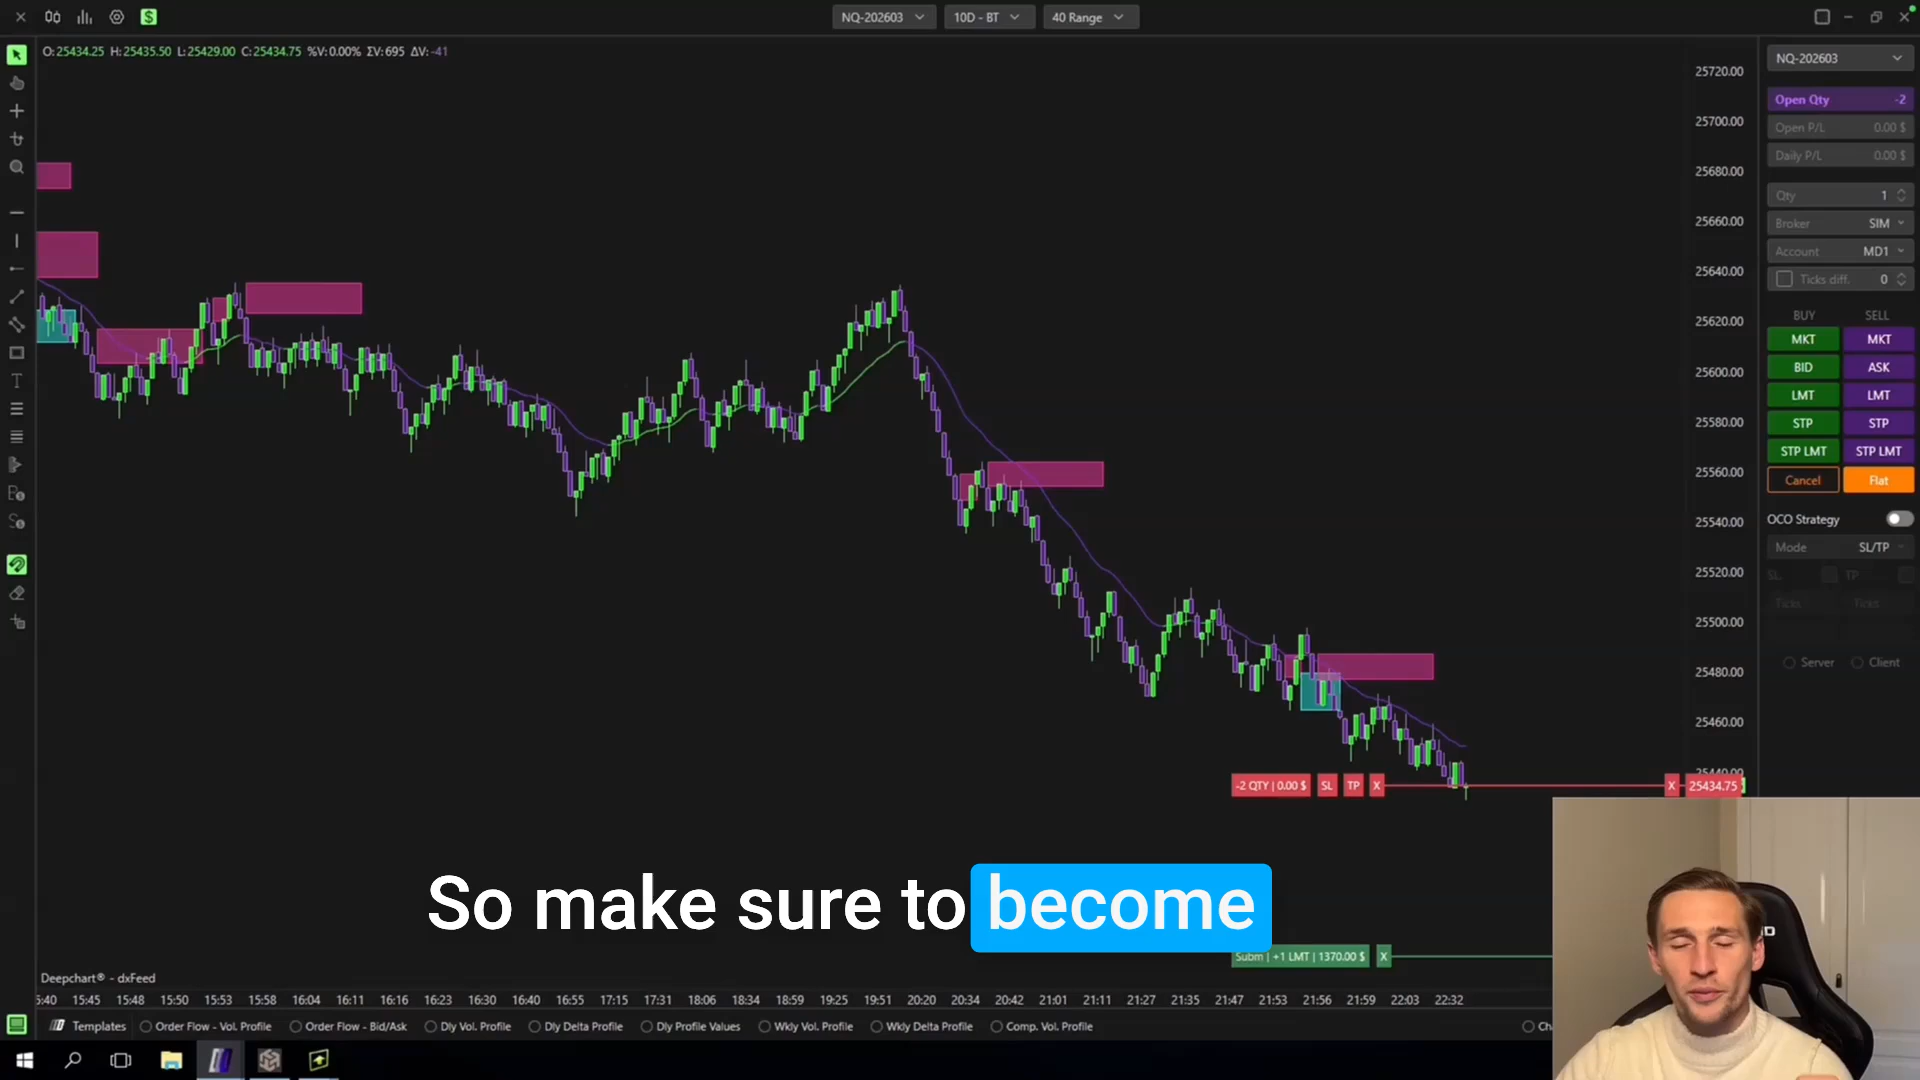 NQ-202603
10D - BT
40 Range
O:25434.25 H:25435.50 L:25429.00 C:25434.75 %V:0.00% ΣV:695 ΔV:-41
25720.00
25700.00
25680.00
25660.00
25640.00
25620.00
25600.00
25580.00
25560.00
25540.00
25520.00
25500.00
25480.00
25460.00
25440.00
NQ-202603
Open Qty -2
Open P/L 0.00 $
Daily P/L 0.00 $
Qty 1
Broker SIM
Account MD1
Ticks diff. 0
BUY SELL
MKT MKT
BID ASK
LMT LMT
STP STP
STP LMT STP LMT
Cancel Flat
OCO Strategy
Mode SL/TP
SL TP
Ticks Ticks
Server Client
-2 QTY | 0.00 $ SL TP X X 25434.75
So make sure to become
Subm | +1 LMT | 1370.00 $ X
Deepchart® - dxFeed
5:40 15:45 15:48 15:50 15:53 15:58 16:04 16:11 16:16 16:23 16:30 16:40 16:55 17:15 17:31 18:06 18:34 18:59 19:25 19:51 20:20 20:34 20:42 21:01 21:11 21:27 21:35 21:47 21:53 21:56 21:59 22:03 22:32
Templates Order Flow - Vol. Profile Order Flow - Bid/Ask Dly Vol. Profile Dly Delta Profile Dly Profile Values Wkly Vol. Profile Wkly Delta Profile Comp. Vol. Profile